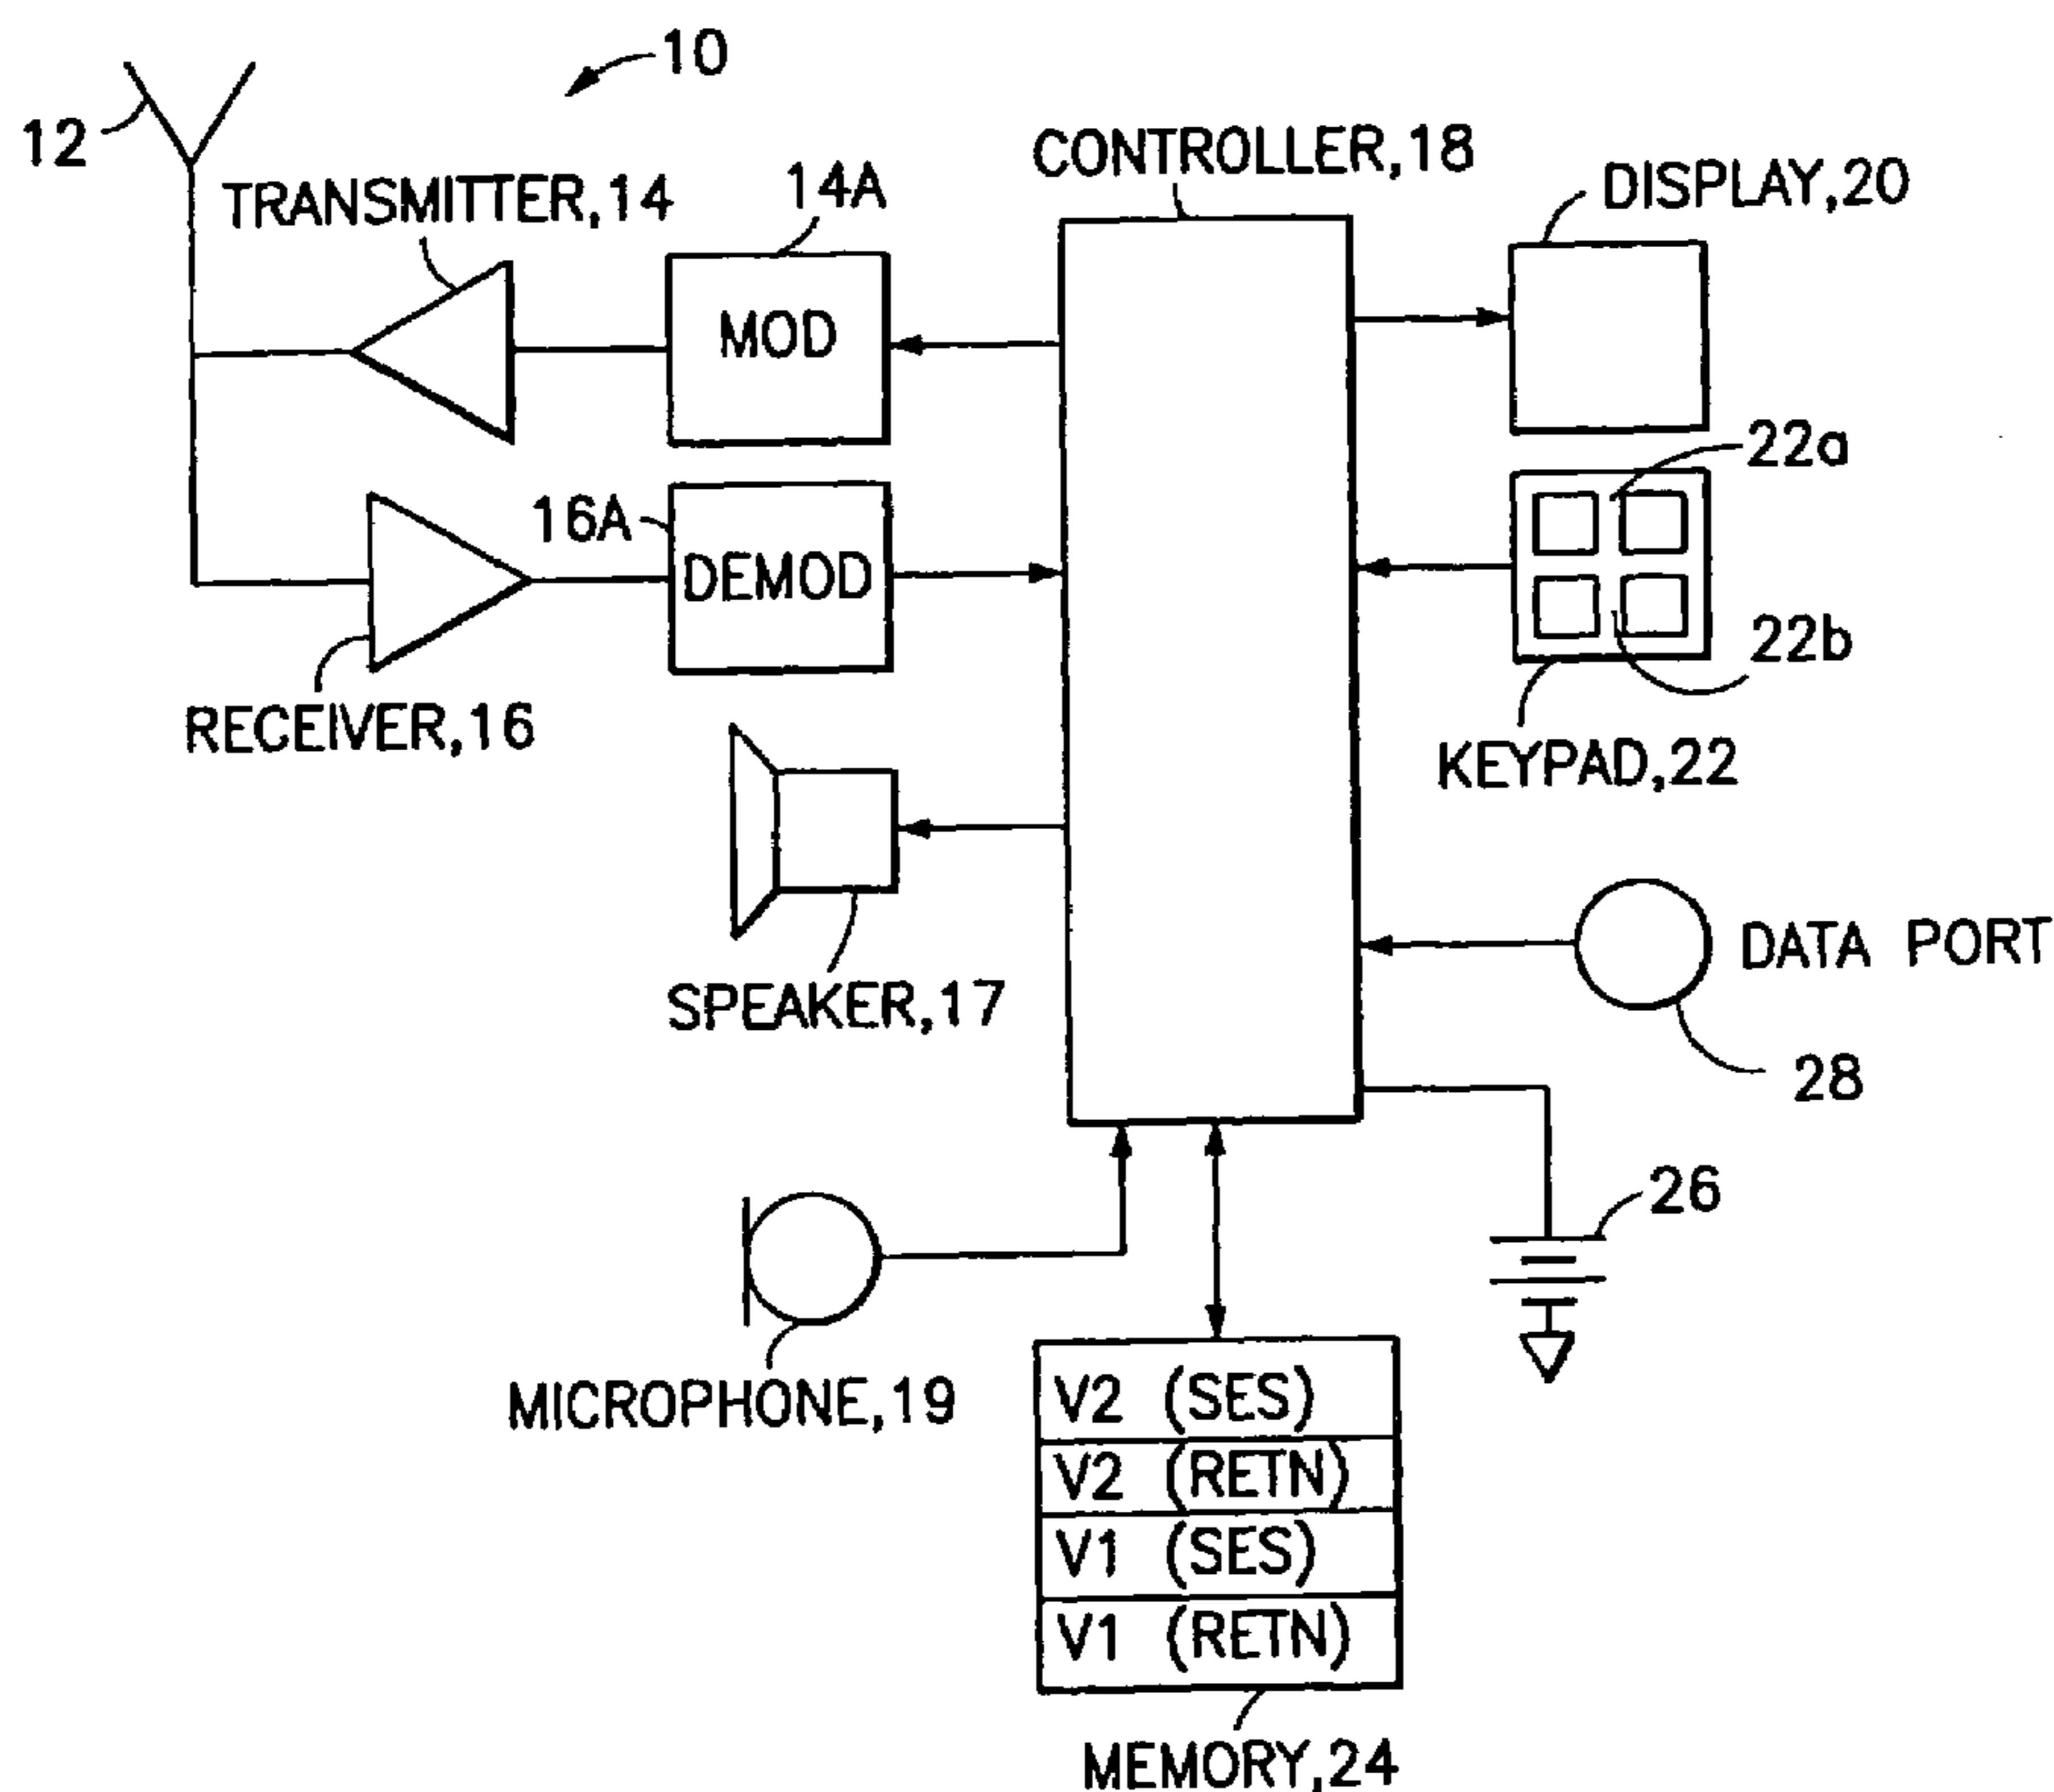 10
12
CONTROLLER,18
14A
DISPLAY,20
TRANSMITTER,14
MOD
22a
16A
DEMOD
22b
RECEIVER,16
KEYPAD,22
DATA PORT
SPEAKER,17
28
26
MICROPHONE,19
V2 (SES)
V2 (RETN)
V1 (SES)
V1 (RETN)
MEMORY,24